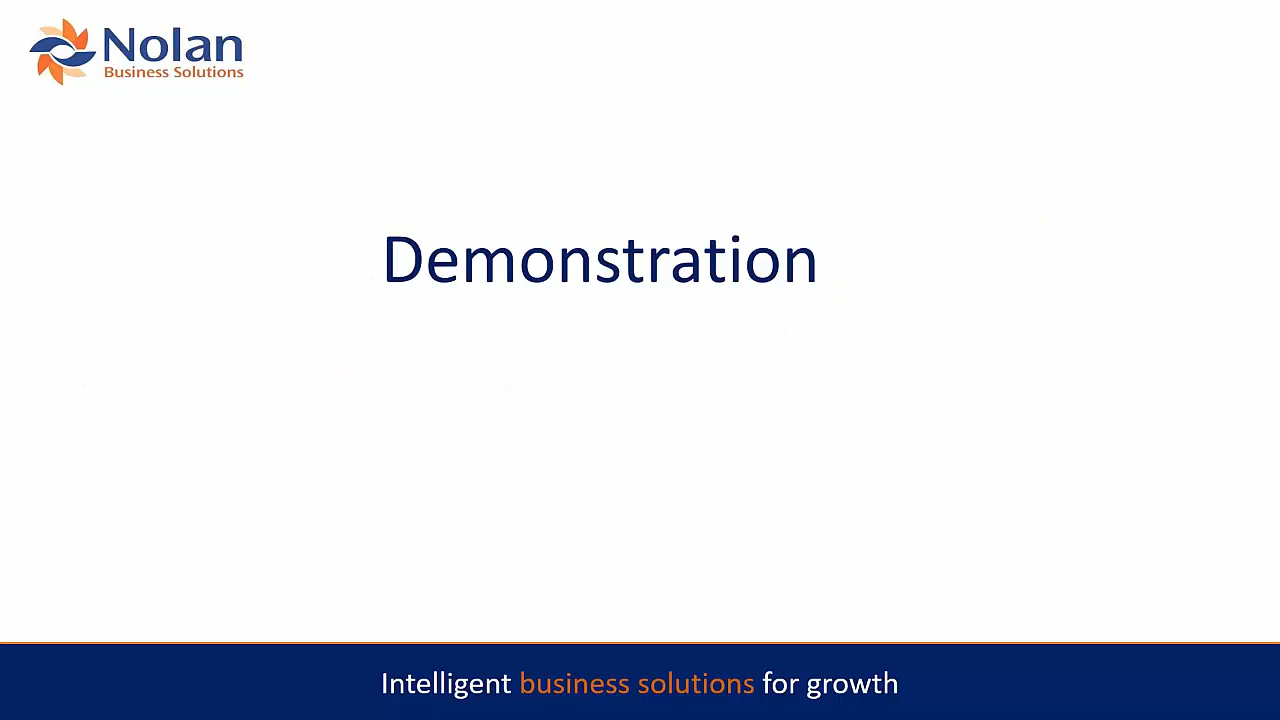 Nolan
Business Solutions
Demonstration
Intelligent business solutions for growth